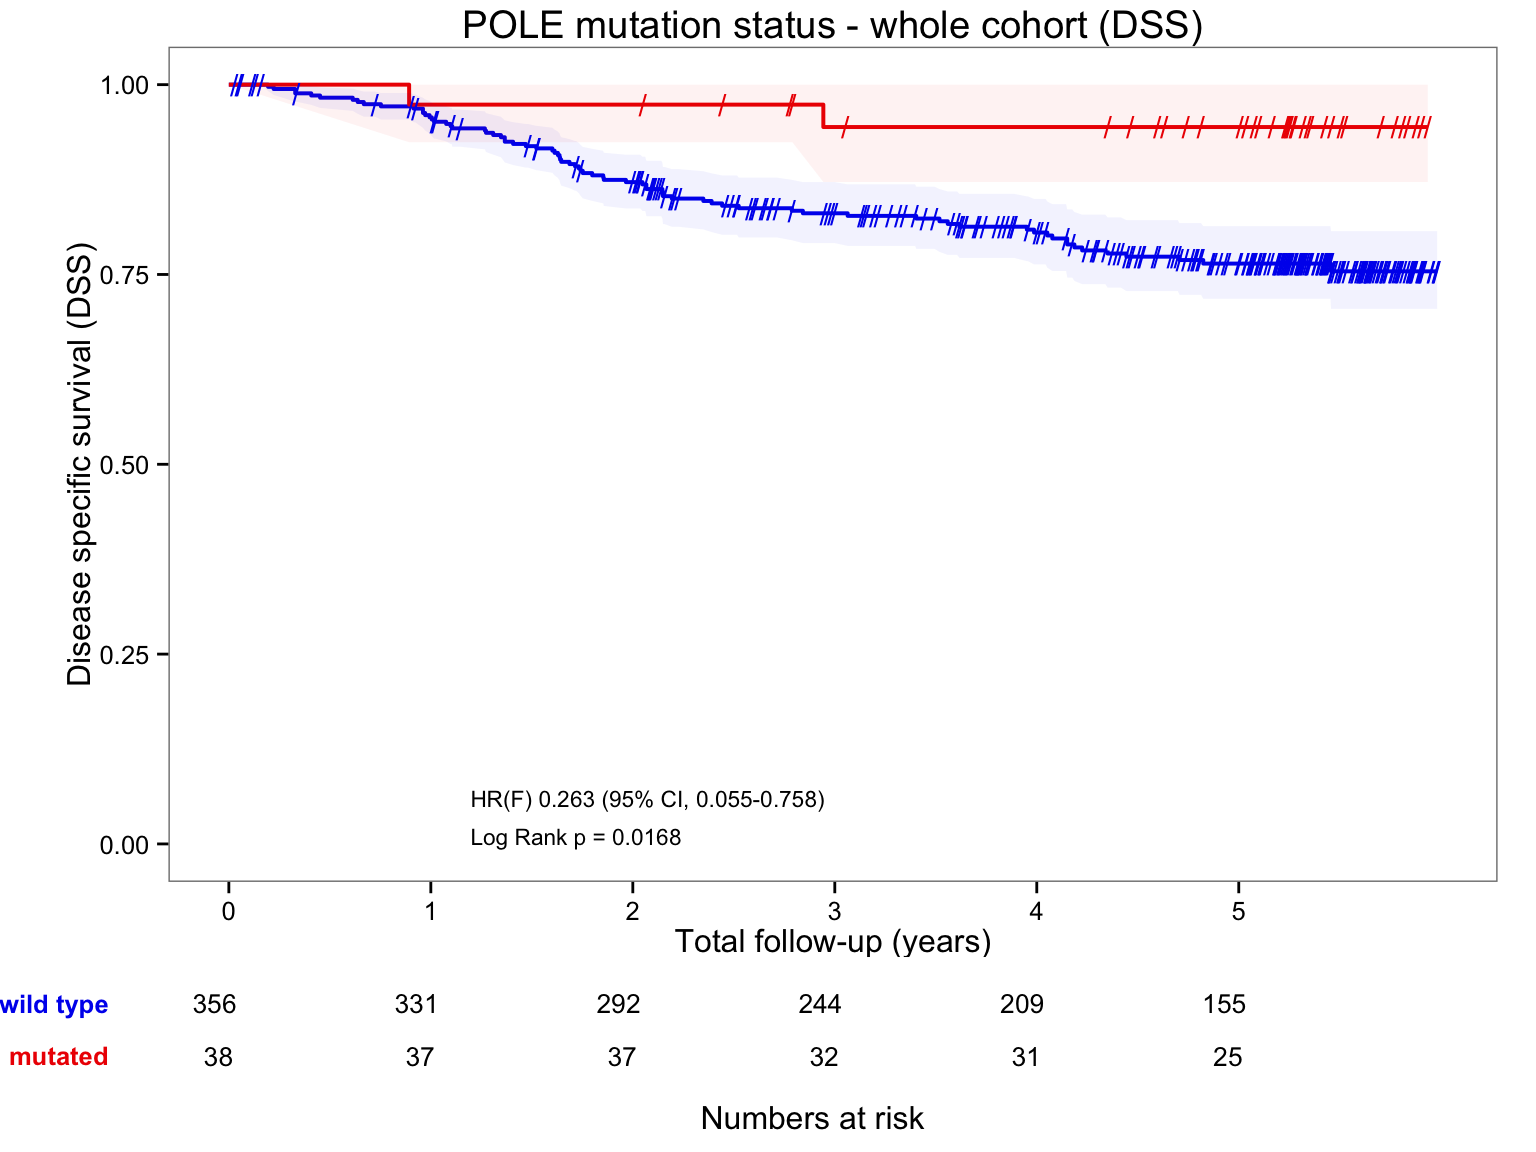 POLE mutation status - whole cohort (DSS)
Disease specific survival (DSS)
1.00
0.75
0.50
0.25
0.00
HR(F) 0.263 (95% CI, 0.055-0.758)
Log Rank p = 0.0168
0 1 2 3 4 5
Total follow-up (years)
wild type 356 331 292 244 209 155
mutated 38 37 37 32 31 25
Numbers at risk